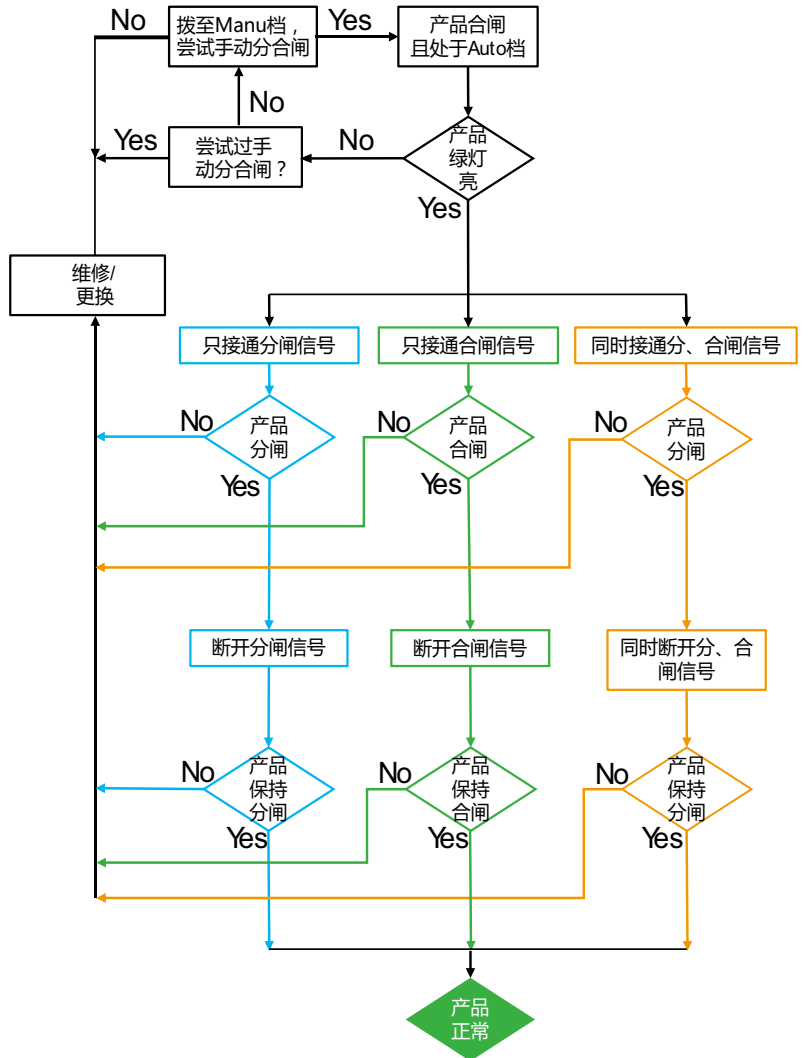 No
拨至Manu档，
尝试手动分合闸
Yes
产品合闸
且处于Auto档
No
Yes
尝试过手
动分合闸？
No
产品
绿灯
亮
Yes
维修/
更换
只接通分闸信号
只接通合闸信号
同时接通分、合闸信号
No
产品
分闸
Yes
No
产品
合闸
Yes
No
产品
分闸
Yes
断开分闸信号
断开合闸信号
同时断开分、合
闸信号
No
产品
保持
分闸
Yes
No
产品
保持
合闸
Yes
No
产品
保持
分闸
Yes
产品
正常